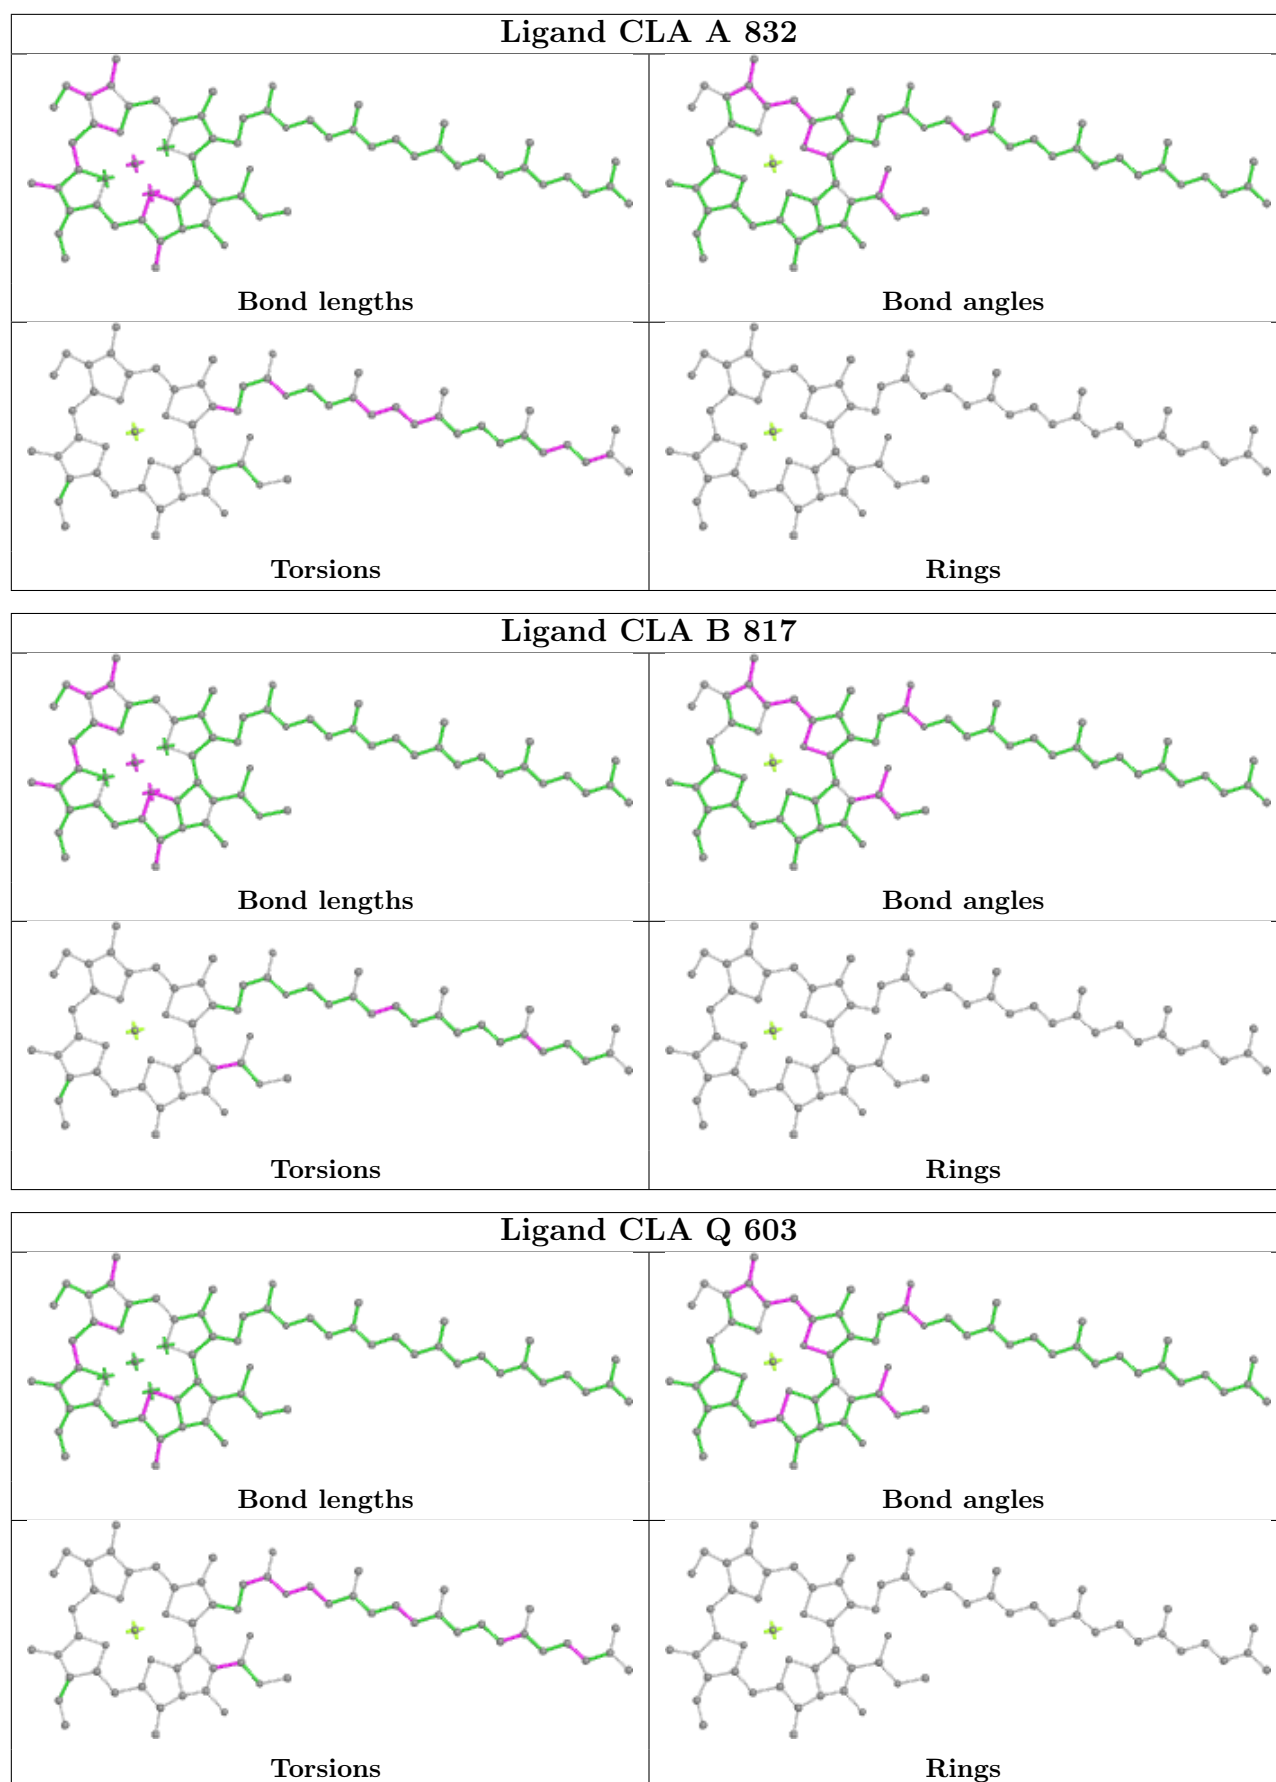 Ligand CLA A 832
Bond lengths
Bond angles
Torsions
Rings
Ligand CLA B 817
Bond lengths
Bond angles
Torsions
Rings
Ligand CLA Q 603
Bond lengths
Bond angles
Torsions
Rings